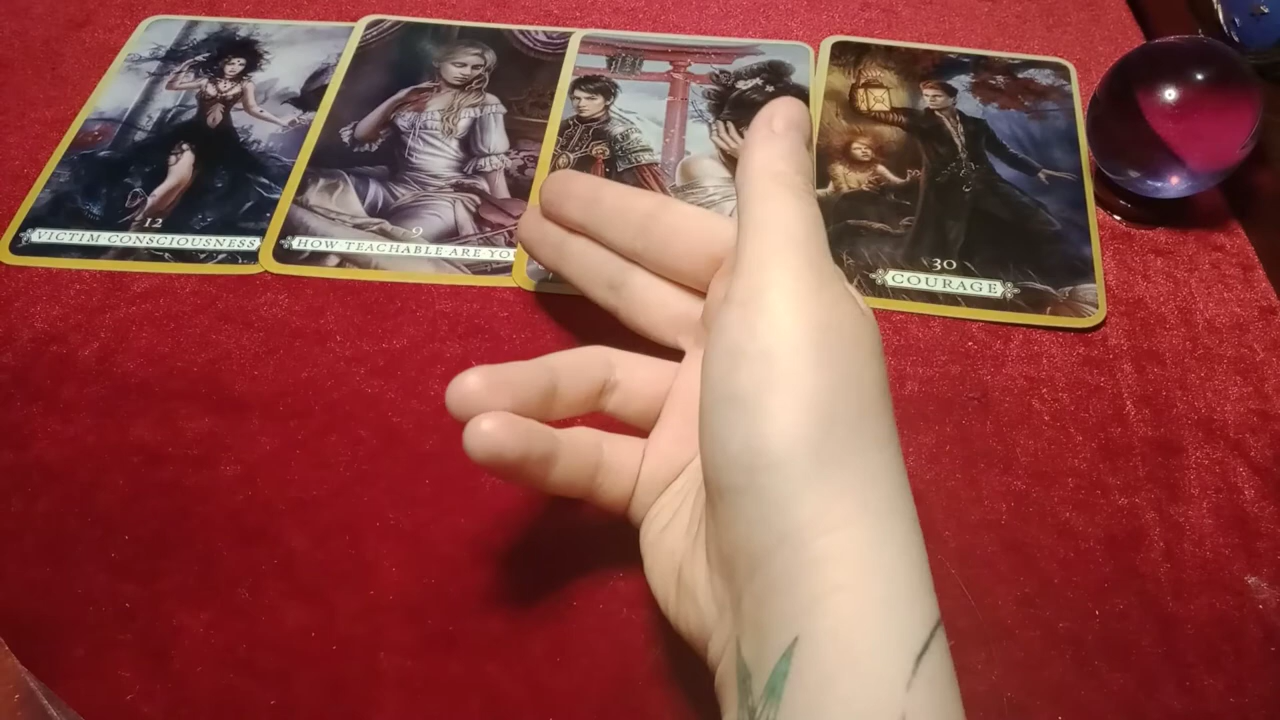 12
VICTIM CONSCIOUSNESS
9
HOW TEACHABLE ARE YOU
30
COURAGE